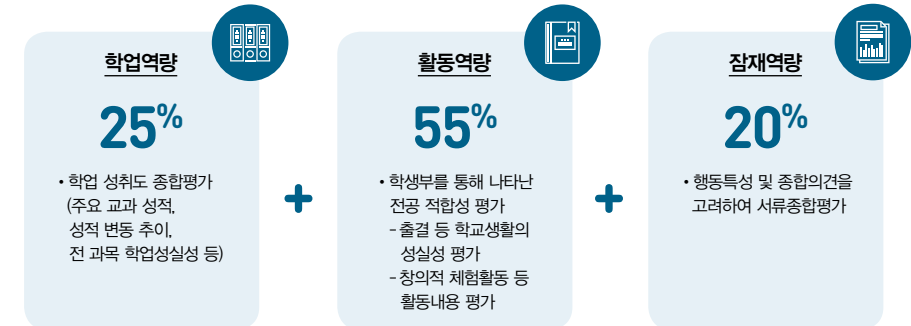 학업역량
25%
• 학업 성취도 종합평가
(주요 교과 성적,
성적 변동 추이,
전 과목 학업성실성 등)
+
활동역량
55%
• 학생부를 통해 나타난
전공 적합성 평가
- 출결 등 학교생활의
성실성 평가
- 창의적 체험활동 등
활동내용 평가
+
잠재역량
20%
• 행동특성 및 종합의견을
고려하여 서류종합평가